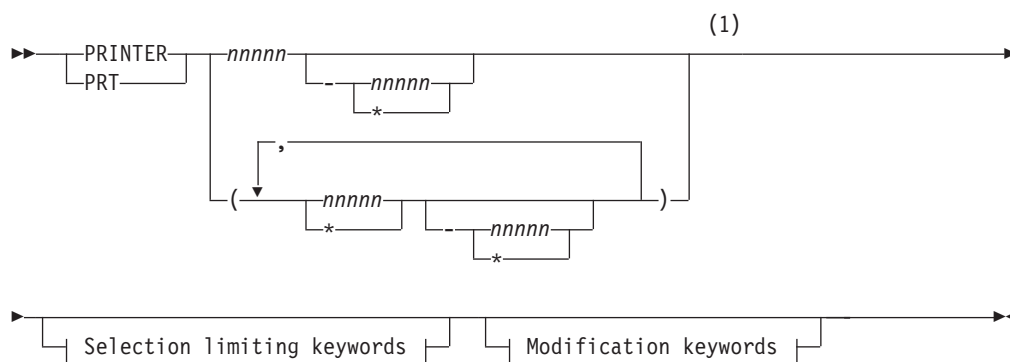 (1)
PRINTER nnnnn
PRT - nnnnn
*
,
( nnnnn )
* - nnnnn
*
Selection limiting keywords Modification keywords